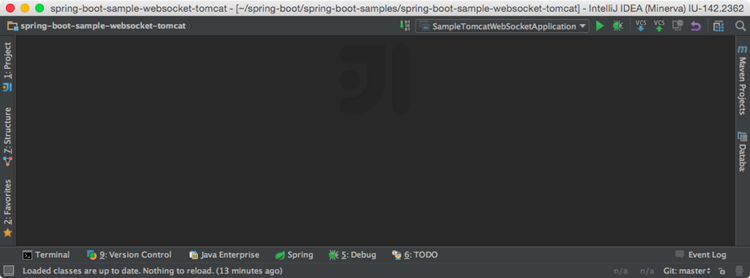 spring-boot-sample-websocket-tomcat - [~/spring-boot/spring-boot-samples/spring-boot-sample-websocket-tomcat] - IntelliJ IDEA (Minerva) IU-142.2362
spring-boot-sample-websocket-tomcat
SampleTomcatWebSocketApplication
VCS
VCS
1: Project
Z: Structure
2: Favorites
m
Maven Projects
Databa:
Terminal
9: Version Control
Java Enterprise
Spring
5: Debug
6: TODO
Event Log
Loaded classes are up to date. Nothing to reload. (13 minutes ago)
n/a
n/a
Git: master